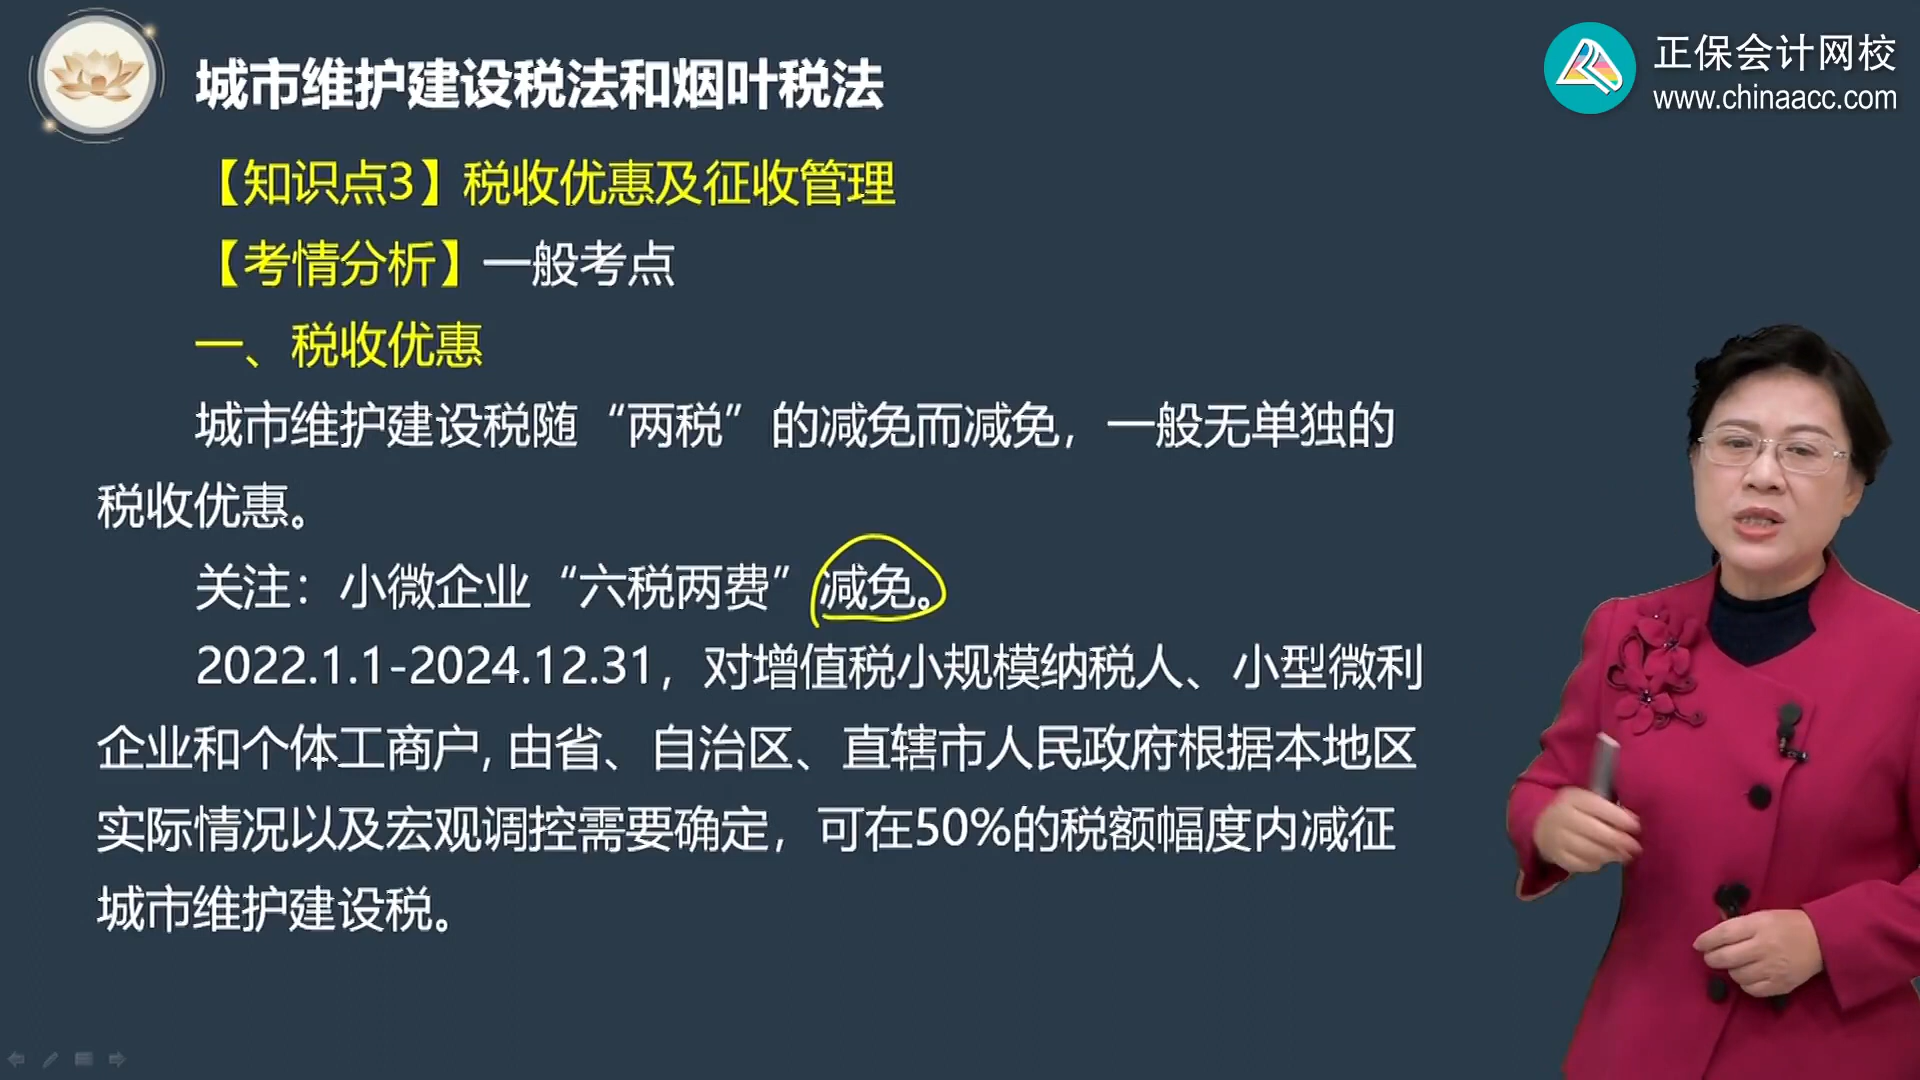 城市维护建设税法和烟叶税法
正保会计网校
www.chinaacc.com
【知识点3】税收优惠及征收管理
【考情分析】一般考点
一、税收优惠
城市维护建设税随“两税”的减免而减免，一般无单独的
税收优惠。
关注：小微企业“六税两费”减免。
2022.1.1-2024.12.31，对增值税小规模纳税人、小型微利
企业和个体工商户, 由省、自治区、直辖市人民政府根据本地区
实际情况以及宏观调控需要确定，可在50%的税额幅度内减征
城市维护建设税。